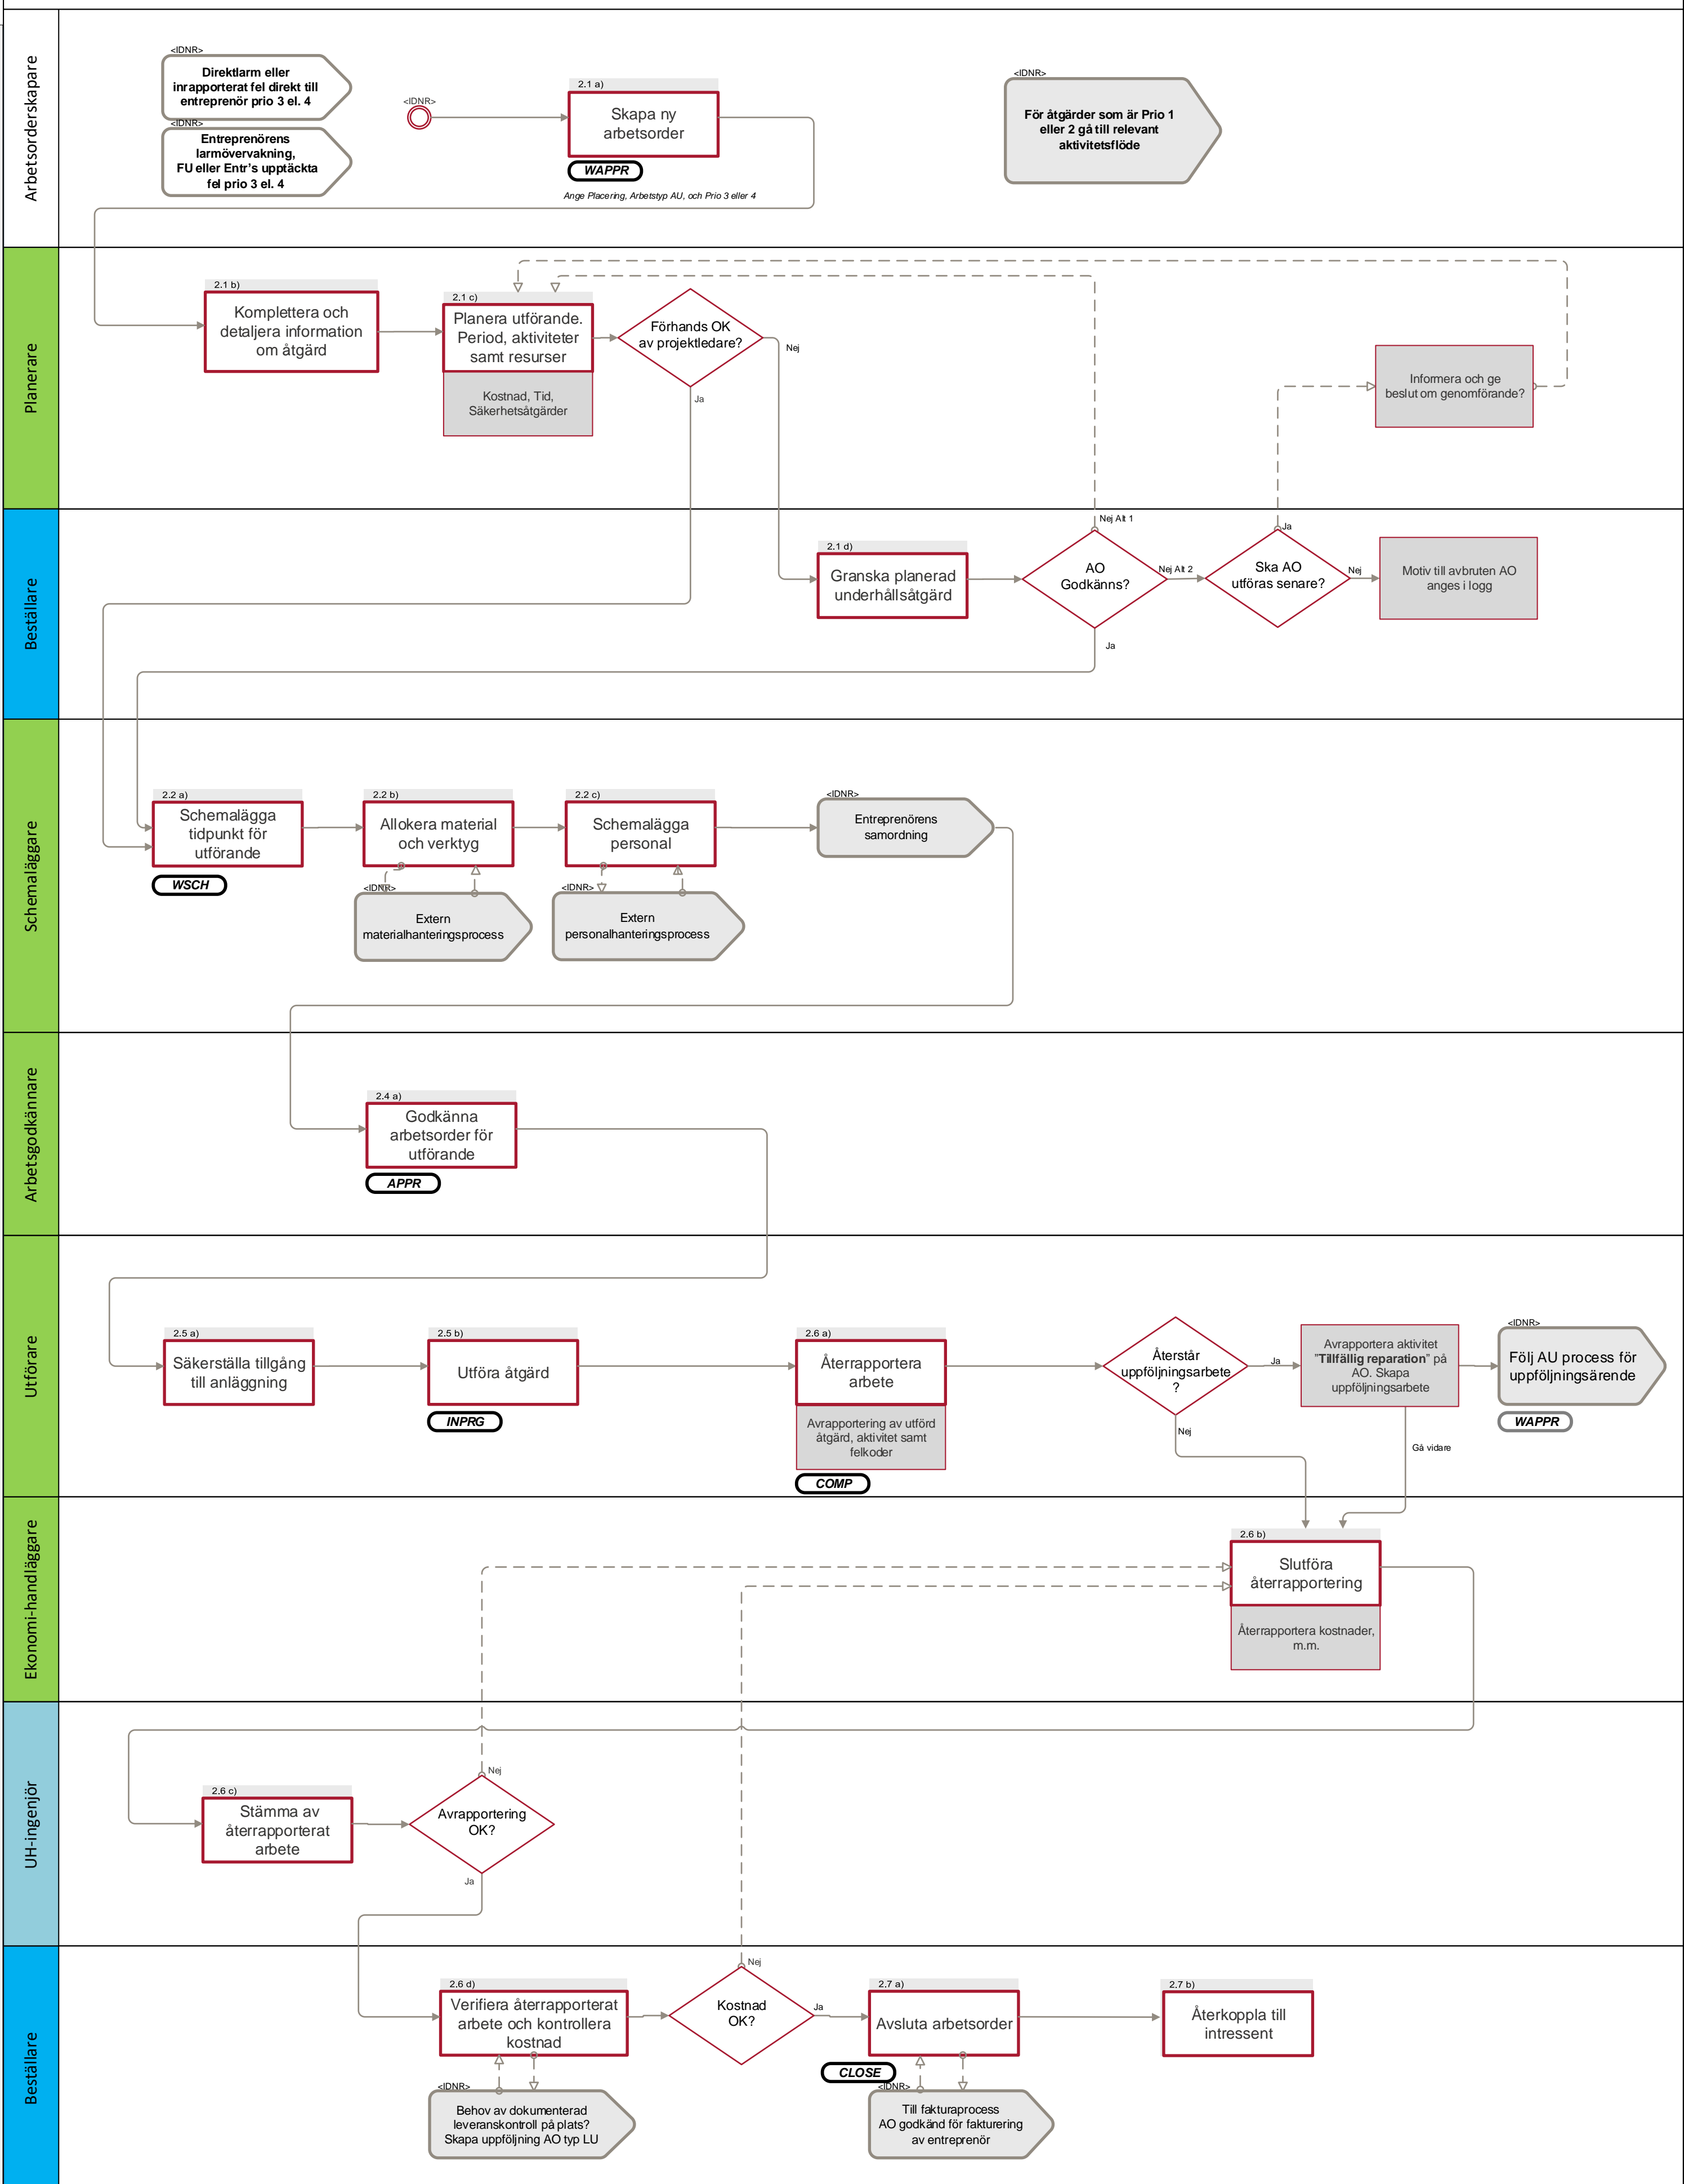 Arbetsorderskapare
<IDNR>
Direktlarm eller
inrapporterat fel direkt till
entreprenör prio 3 el. 4
<IDNR>
Entreprenörens
larmövervakning,
FU eller Entr's upptäckta
fel prio 3 el. 4
<IDNR>
2.1 a)
Skapa ny
arbetsorder
WAPPR
Ange Placering, Arbetstyp AU, och Prio 3 eller 4
<IDNR>
För åtgärder som är Prio 1
eller 2 gå till relevant
aktivitetsflöde
Planerare
2.1 b)
Komplettera och
detaljera information
om åtgärd
2.1 c)
Planera utförande.
Period, aktiviteter
samt resurser
Kostnad, Tid,
Säkerhetsåtgärder
Förhands OK
av projektledare?
Nej
Ja
Informera och ge
beslut om genomförande?
Beställare
2.1 d)
Granska planerad
underhållsåtgärd
Nej Alt 1
AO
Godkänns?
Nej Alt 2
Ja
Ja
Ska AO
utföras senare?
Nej
Motiv till avbruten AO
anges i logg
Schemaläggare
2.2 a)
Schemalägga
tidpunkt för
utförande
WSCH
2.2 b)
Allokera material
och verktyg
<IDNR>
Extern
materialhanteringsprocess
2.2 c)
Schemalägga
personal
<IDNR>
Extern
personalhanteringsprocess
<IDNR>
Entreprenörens
samordning
Arbetsgodkännare
2.4 a)
Godkänna
arbetsorder för
utförande
APPR
Utförare
2.5 a)
Säkerställa tillgång
till anläggning
2.5 b)
Utföra åtgärd
INPRG
2.6 a)
Återrapportera
arbete
Avrapportering av utförd
åtgärd, aktivitet samt
felkoder
COMP
Återstår
uppföljningsarbete
?
Ja
Nej
Avrapportera aktivitet
"Tillfällig reparation" på
AO. Skapa
uppföljningsarbete
Gå vidare
<IDNR>
Följ AU process för
uppföljningsärende
WAPPR
Ekonomi-handläggare
2.6 b)
Slutföra
återrapportering
Återrapportera kostnader,
m.m.
UH-ingenjör
2.6 c)
Stämma av
återrapporterat
arbete
Nej
Avrapportering
OK?
Ja
Beställare
2.6 d)
Verifiera återrapporterat
arbete och kontrollera
kostnad
<IDNR>
Behov av dokumenterad
leveranskontroll på plats?
Skapa uppföljning AO typ LU
Nej
Kostnad
OK?
Ja
2.7 a)
Avsluta arbetsorder
CLOSE
<IDNR>
Till fakturaprocess
AO godkänd för fakturering
av entreprenör
2.7 b)
Återkoppla till
intressent